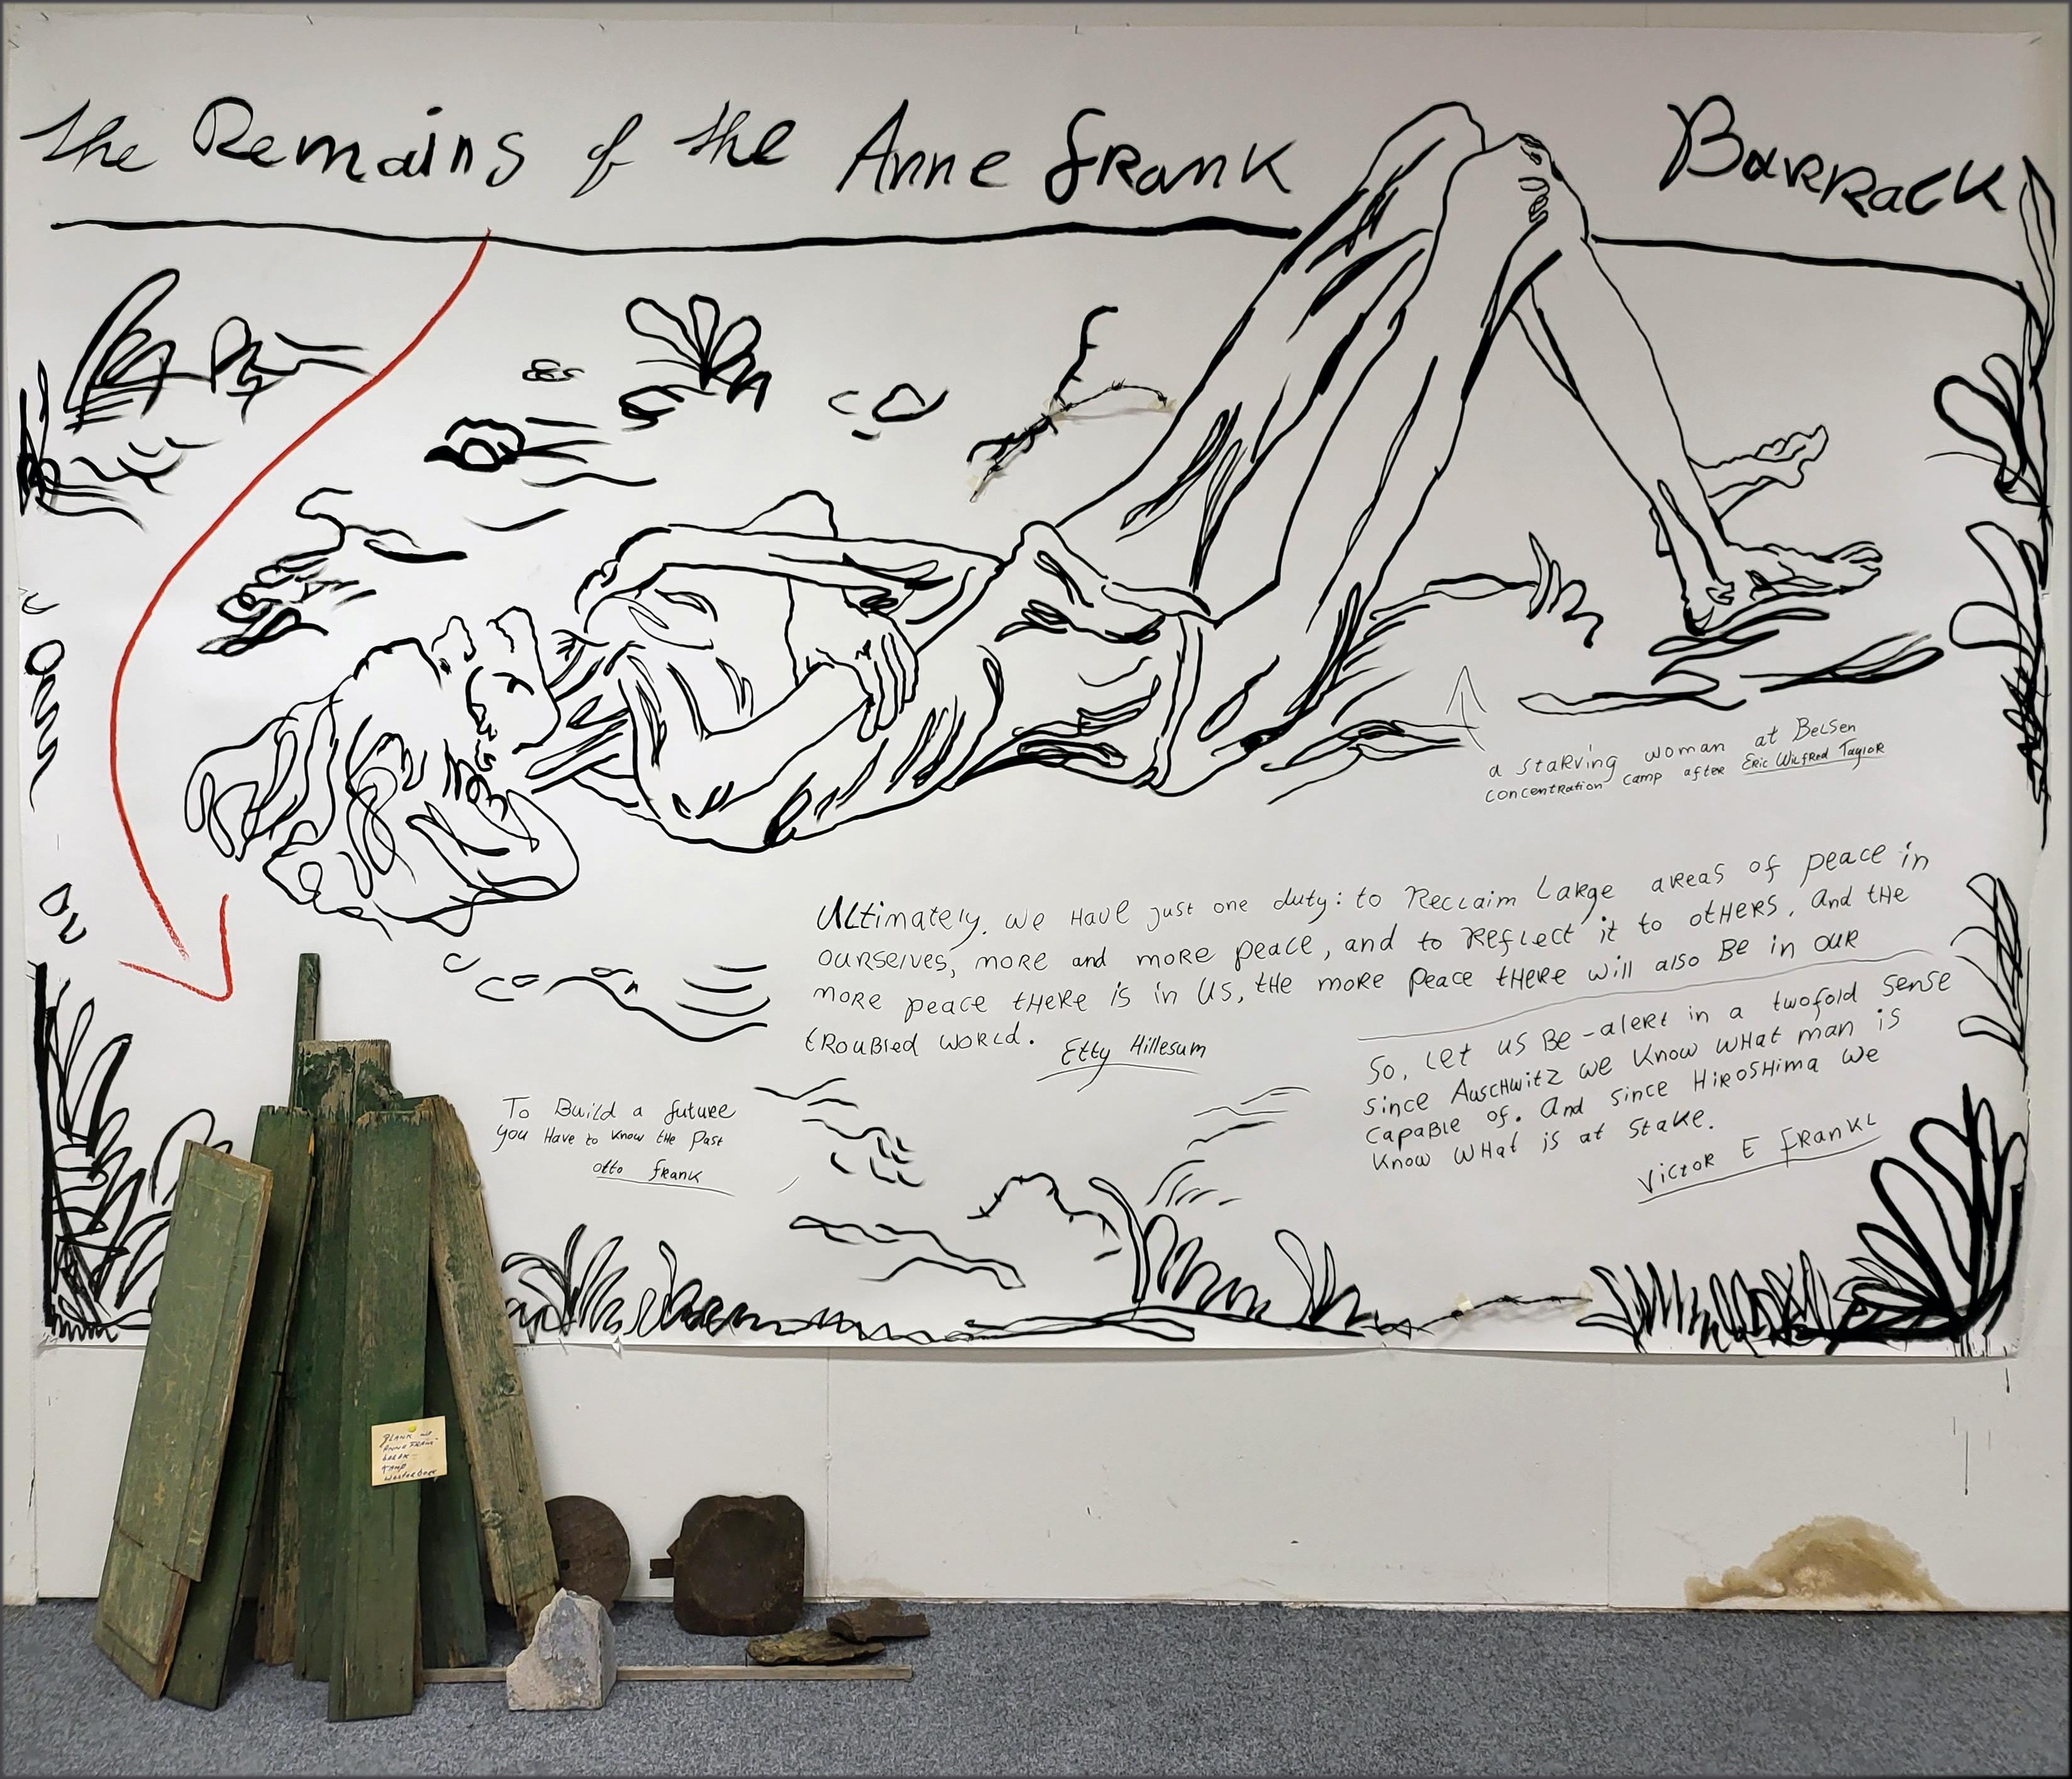 The Remains of the Anne Frank Barrack
a starving woman at Belsen
concentration camp after Eric Wilfred Taylor
Ultimately, we have just one duty: to reclaim large areas of peace in
ourselves, more and more peace, and to reflect it to others. And the
more peace there is in us, the more peace there will also be in our
troubled world.
Etty Hillesum
So, let us be-alert in a twofold sense
since Auschwitz we know what man is
capable of. And since Hiroshima we
know what is at stake.
Victor E Frankl
To Build a future
you have to know the past
Otto Frank
Plank
Anne Frank
Kamp
Westerbork